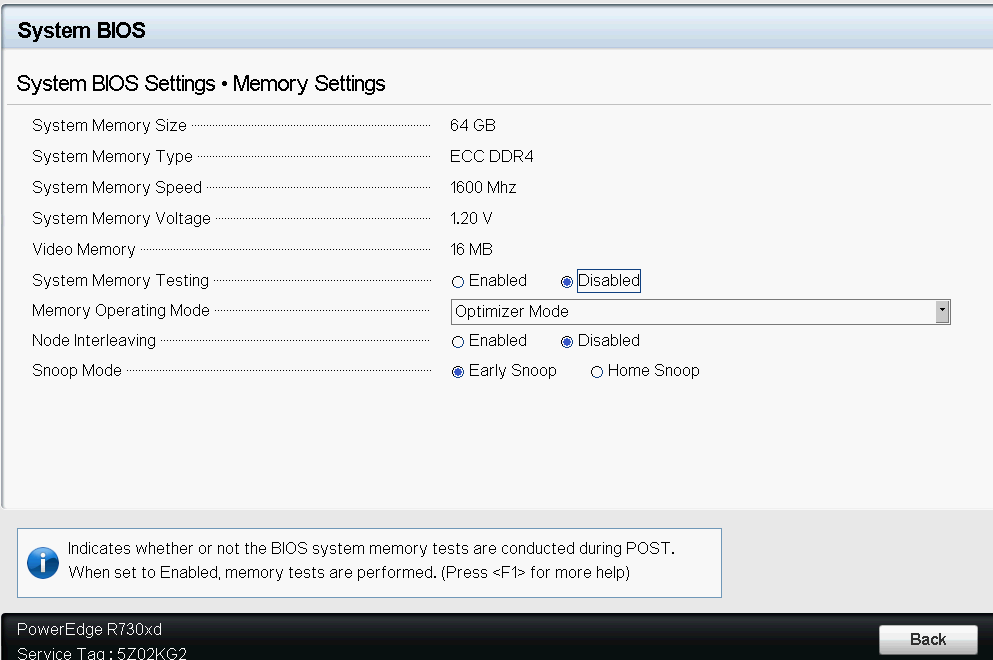 System BIOS
System BIOS Settings • Memory Settings
System Memory Size 64 GB
System Memory Type ECC DDR4
System Memory Speed 1600 Mhz
System Memory Voltage 1.20 V
Video Memory 16 MB
System Memory Testing Enabled Disabled
Memory Operating Mode Optimizer Mode
Node Interleaving Enabled Disabled
Snoop Mode Early Snoop Home Snoop
Indicates whether or not the BIOS system memory tests are conducted during POST.
When set to Enabled, memory tests are performed. (Press <F1> for more help)
PowerEdge R730xd
Service Tag : 5Z02KG2
Back